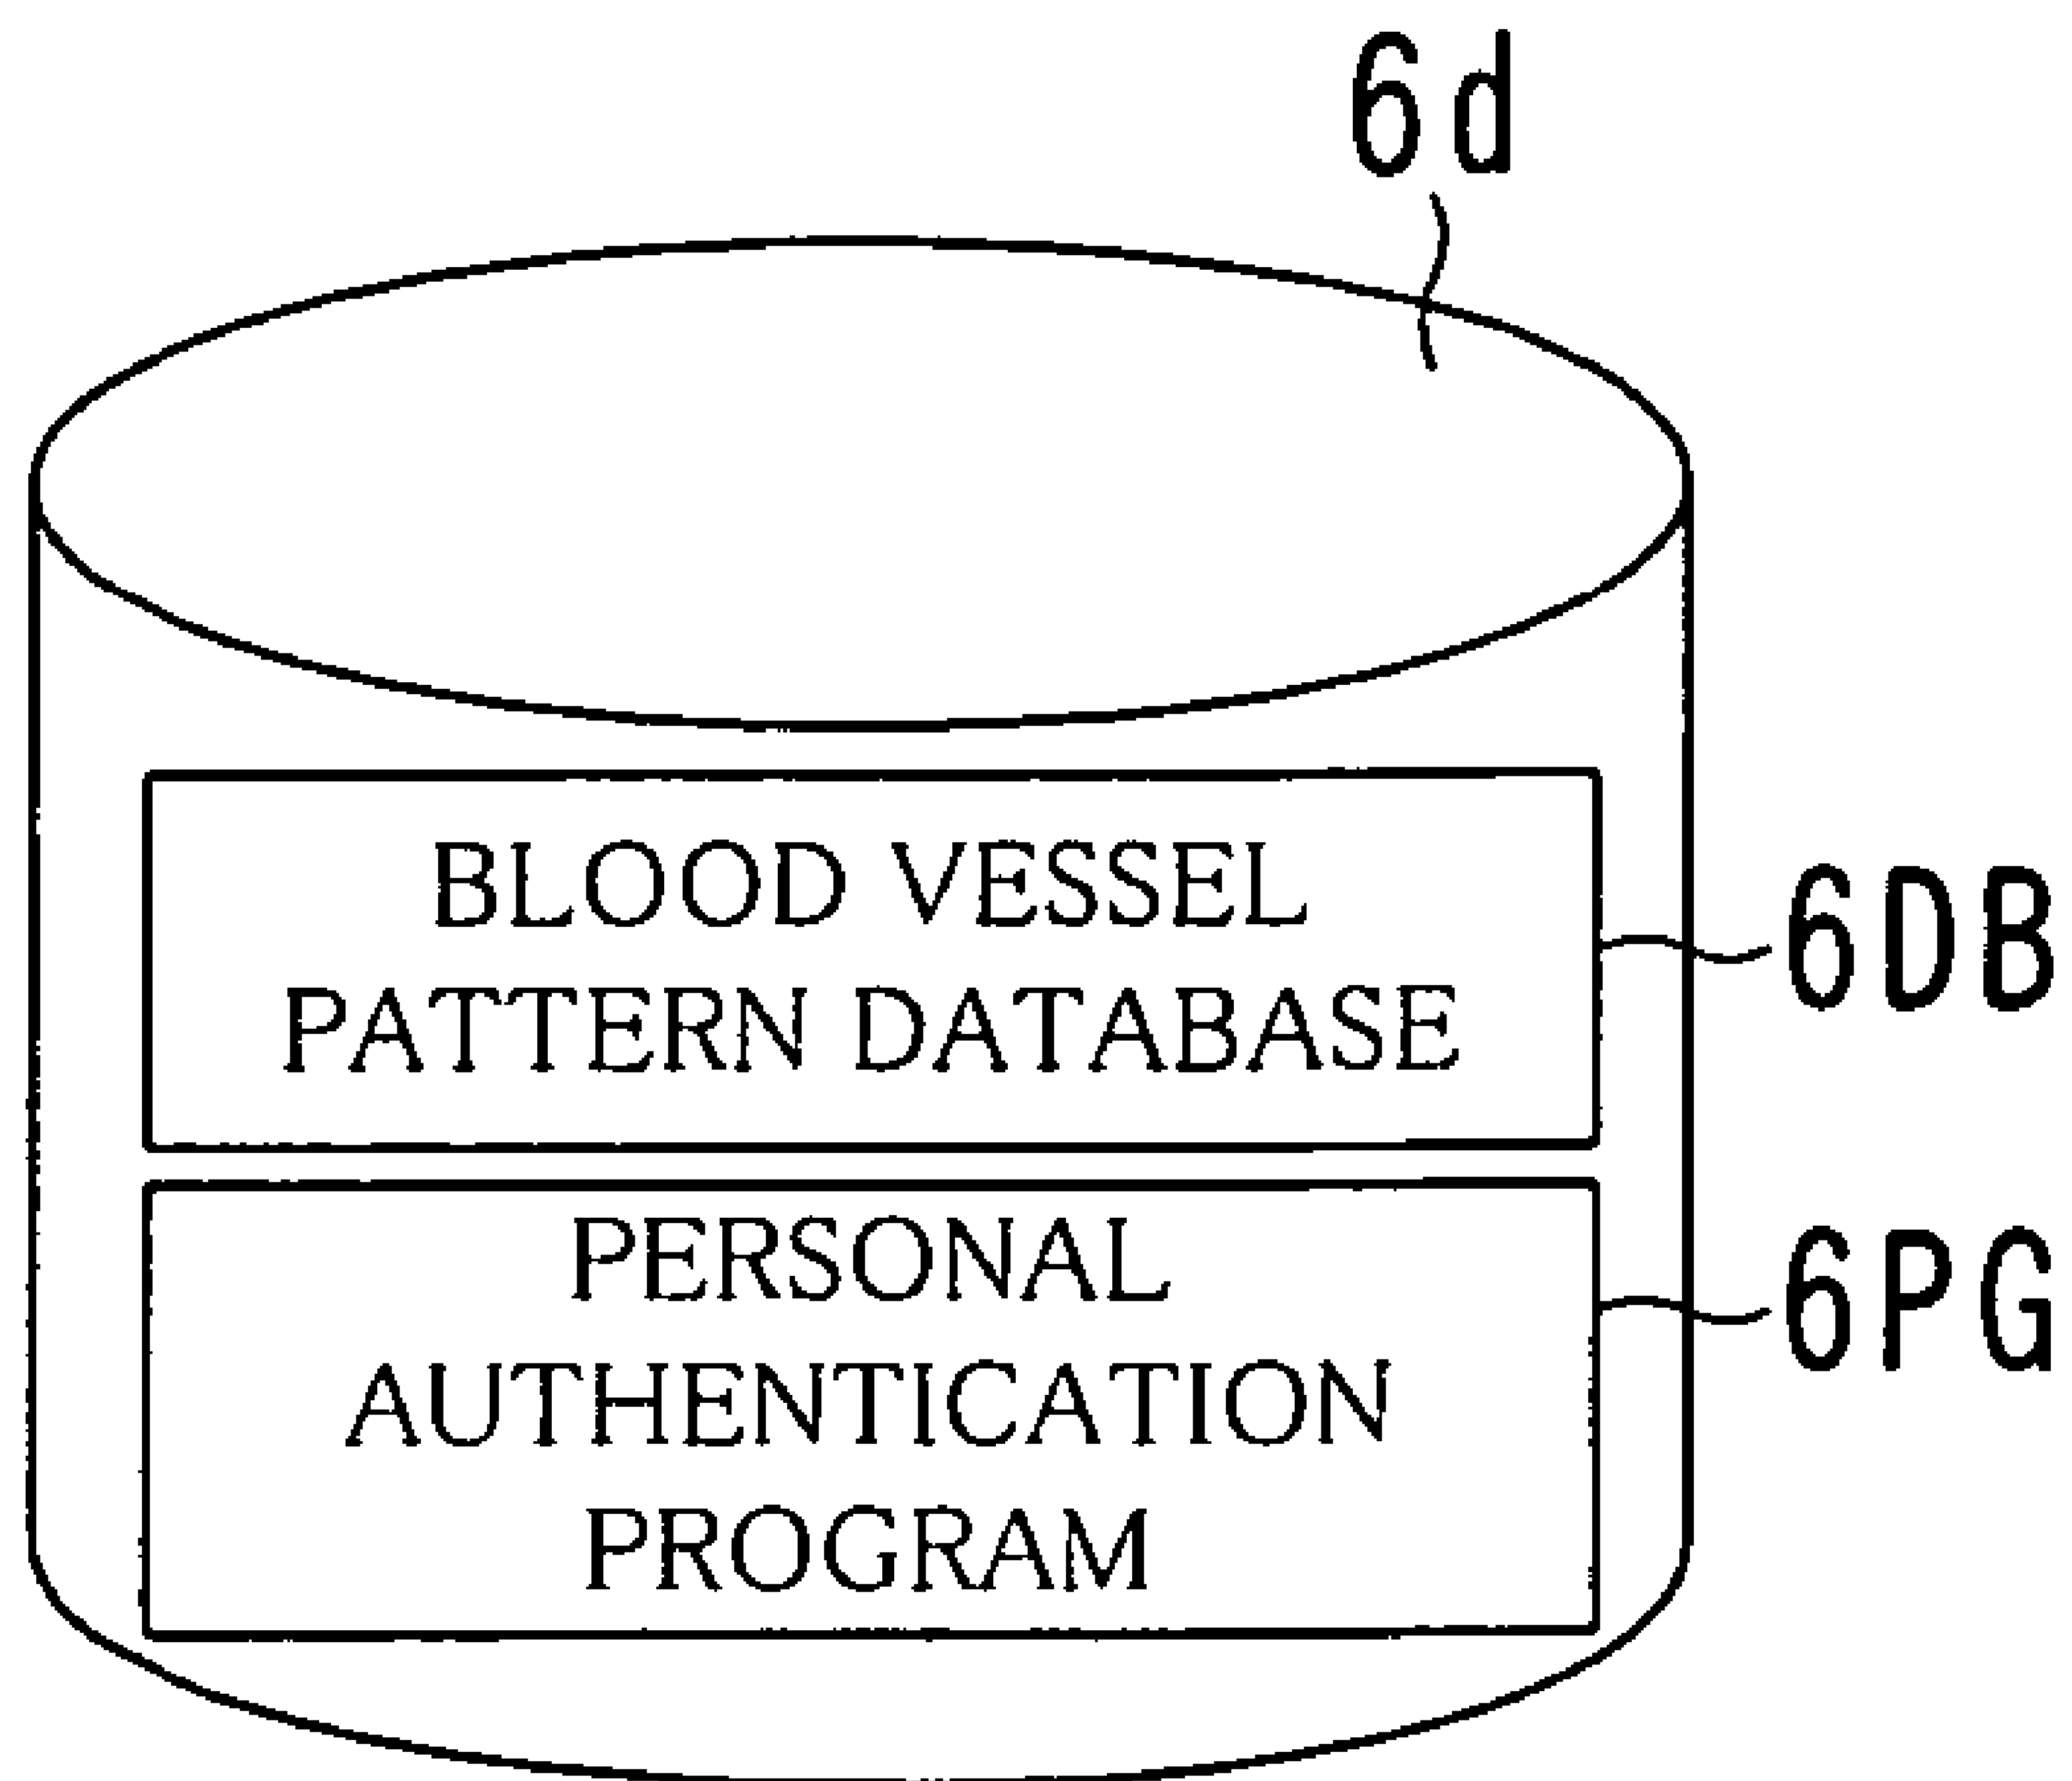 6d
BLOOD VESSEL
PATTERN DATABASE
6DB
PERSONAL
AUTHENTICATION
PROGRAM
6PG